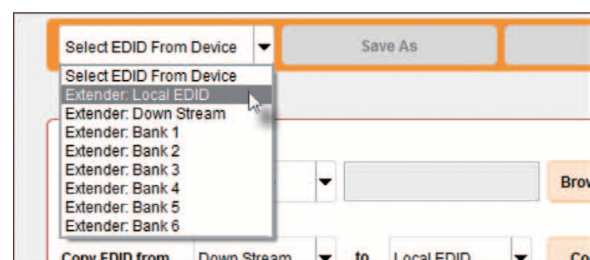 Select EDID From Device Save As
Select EDID From Device
Extender: Local EDID
Extender: Down Stream
Extender: Bank 1
Extender: Bank 2
Extender: Bank 3
Extender: Bank 4
Extender: Bank 5
Extender: Bank 6
Brow
Copy EDID from Down Stream to Local EDID Co